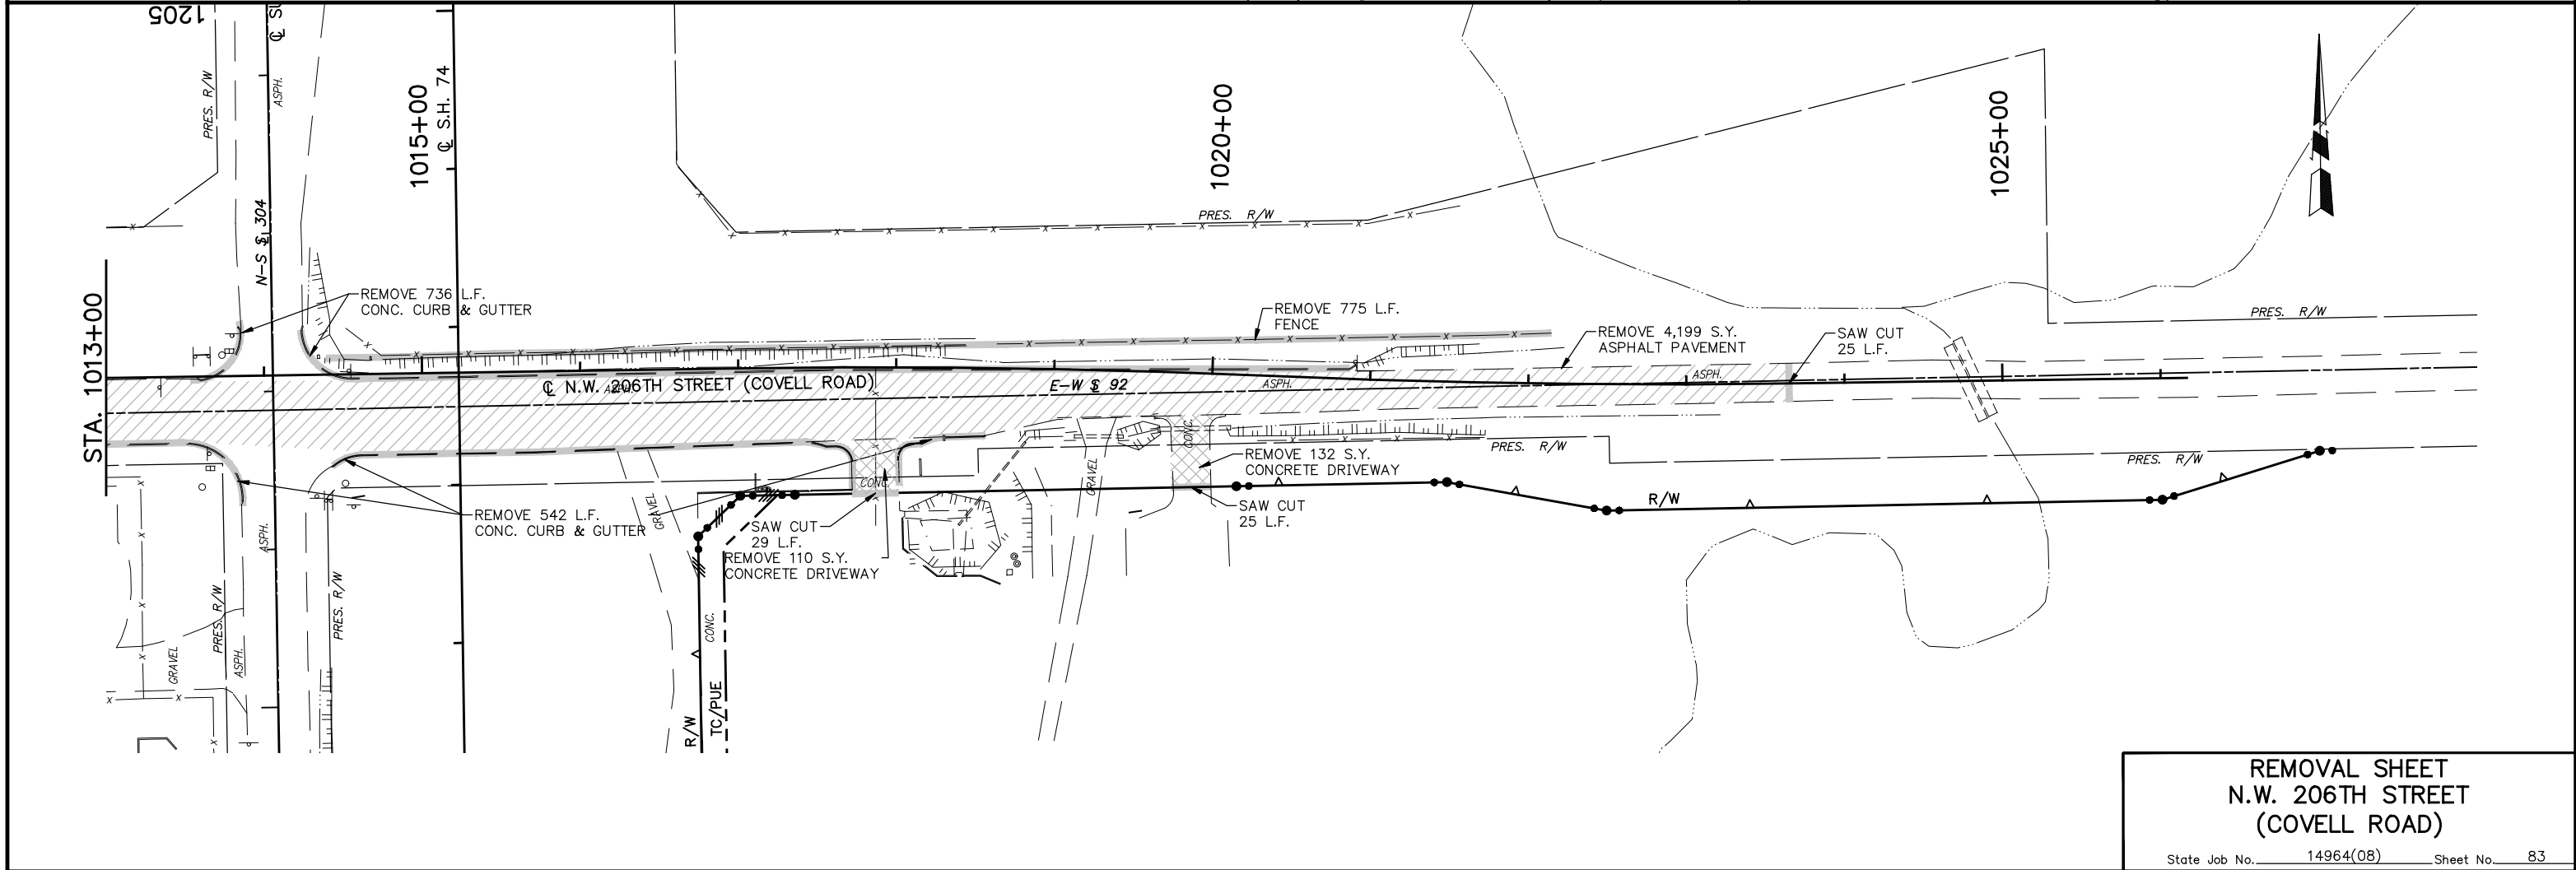 1205
℄ SU
PRES. R/W
ASPH.
1015+00
℄ S.H. 74
1020+00
1025+00
N-S ℄ 304
PRES. R/W
STA. 1013+00
REMOVE 736 L.F.
CONC. CURB & GUTTER
REMOVE 775 L.F.
FENCE
REMOVE 4,199 S.Y.
ASPHALT PAVEMENT
SAW CUT
25 L.F.
PRES. R/W
℄ N.W. 206TH STREET (COVELL ROAD)
ASPH.
E-W ℄ 92
ASPH.
ASPH.
CONC.
PRES. R/W
PRES. R/W
REMOVE 132 S.Y.
CONCRETE DRIVEWAY
GRAVEL
CONC.
R/W
SAW CUT
25 L.F.
REMOVE 542 L.F.
CONC. CURB & GUTTER
GRAVEL
SAW CUT
29 L.F.
REMOVE 110 S.Y.
CONCRETE DRIVEWAY
ASPH.
PRES. R/W
PRES. R/W
GRAVEL
ASPH.
CONC.
R/W
TC/PUE
REMOVAL SHEET
N.W. 206TH STREET
(COVELL ROAD)
State Job No. 14964(08) Sheet No. 83